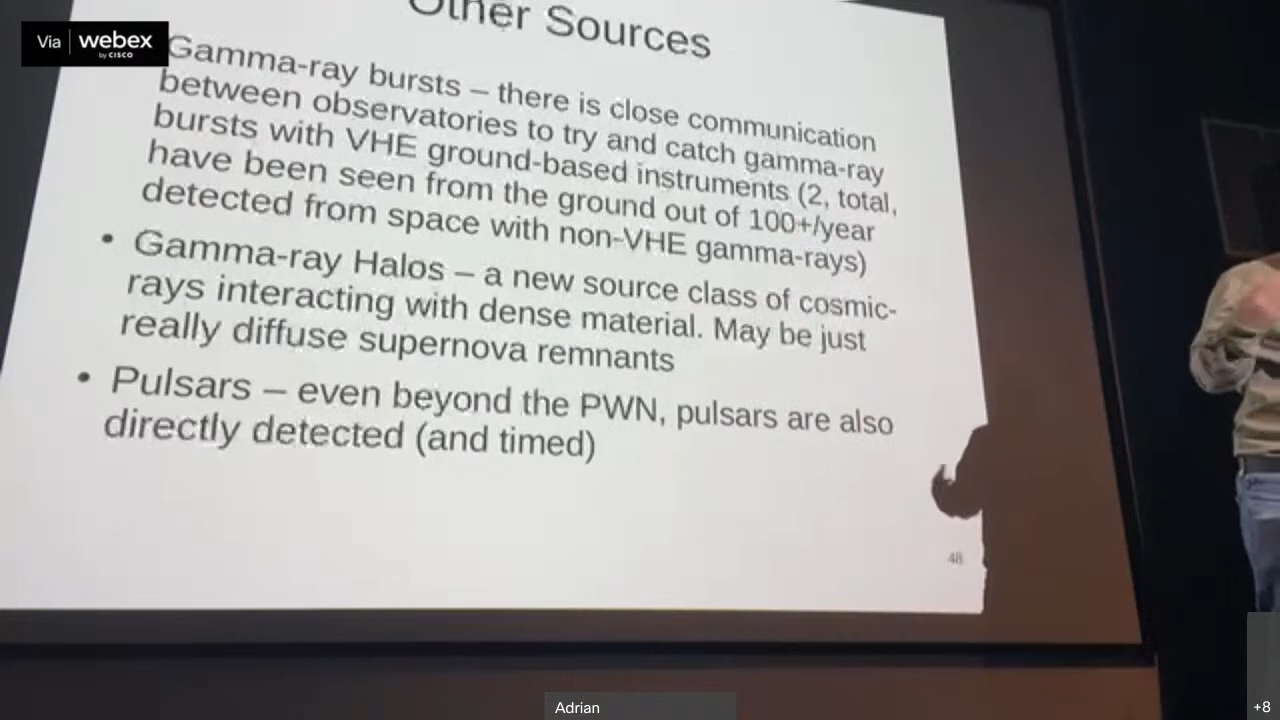 Via webex
by CISCO
Other Sources
Gamma-ray bursts – there is close communication
between observatories to try and catch gamma-ray
bursts with VHE ground-based instruments (2, total,
have been seen from the ground out of 100+/year
detected from space with non-VHE gamma-rays)
• Gamma-ray Halos – a new source class of cosmic-
rays interacting with dense material. May be just
really diffuse supernova remnants
• Pulsars – even beyond the PWN, pulsars are also
directly detected (and timed)
48
Adrian
+8